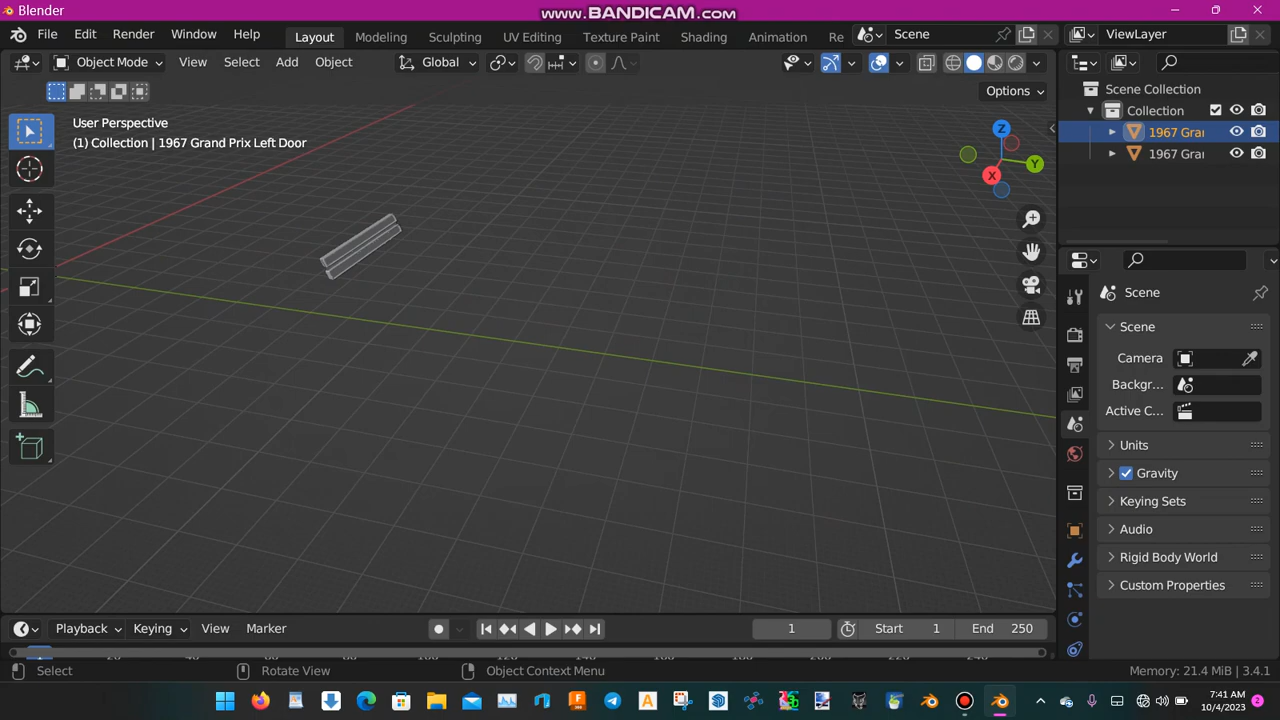 Blender
www.BANDICAM.com
File Edit Render Window Help Layout Modeling Sculpting UV Editing Texture Paint Shading Animation Re Scene ViewLayer
Object Mode View Select Add Object Global
Options
User Perspective
(1) Collection | 1967 Grand Prix Left Door
Z
Y
X
Scene Collection
Collection
1967 Gra
1967 Gra
Scene
Scene
Camera
Backgr...
Active C...
Units
Gravity
Keying Sets
Audio
Rigid Body World
Custom Properties
Playback Keying View Marker 1 Start 1 End 250
Select Rotate View Object Context Menu Memory: 21.4 MiB | 3.4.1
7:41 AM
10/4/2023
2